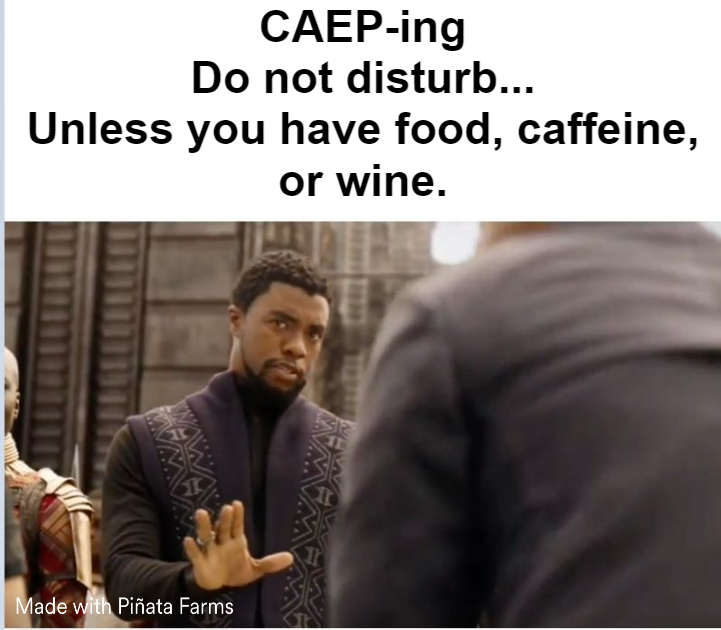 CAEP-ing
Do not disturb...
Unless you have food, caffeine,
or wine.
Made with Piñata Farms